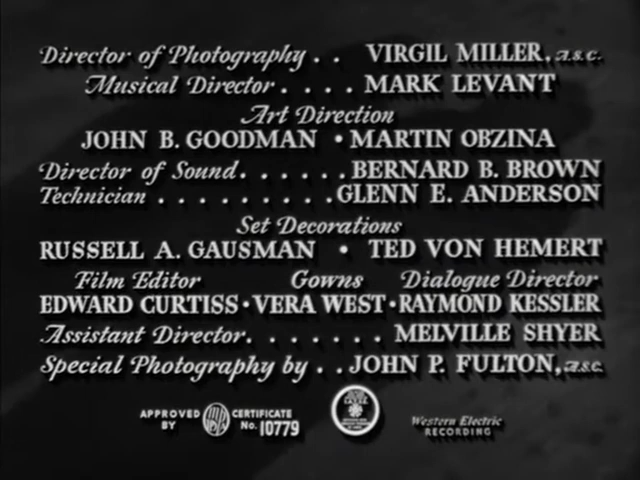 Director of Photography . . VIRGIL MILLER, A.S.C.
Musical Director . . . . MARK LEVANT
Art Direction
JOHN B. GOODMAN • MARTIN OBZINA
Director of Sound . . . . . . BERNARD B. BROWN
Technician . . . . . . . . . GLENN E. ANDERSON
Set Decorations
RUSSELL A. GAUSMAN • TED VON HEMERT
Film Editor Gowns Dialogue Director
EDWARD CURTISS • VERA WEST • RAYMOND KESSLER
Assistant Director . . . . . . . MELVILLE SHYER
Special Photography by . . JOHN P. FULTON, A.S.C.
APPROVED BY CERTIFICATE No. 10779
Western Electric
RECORDING